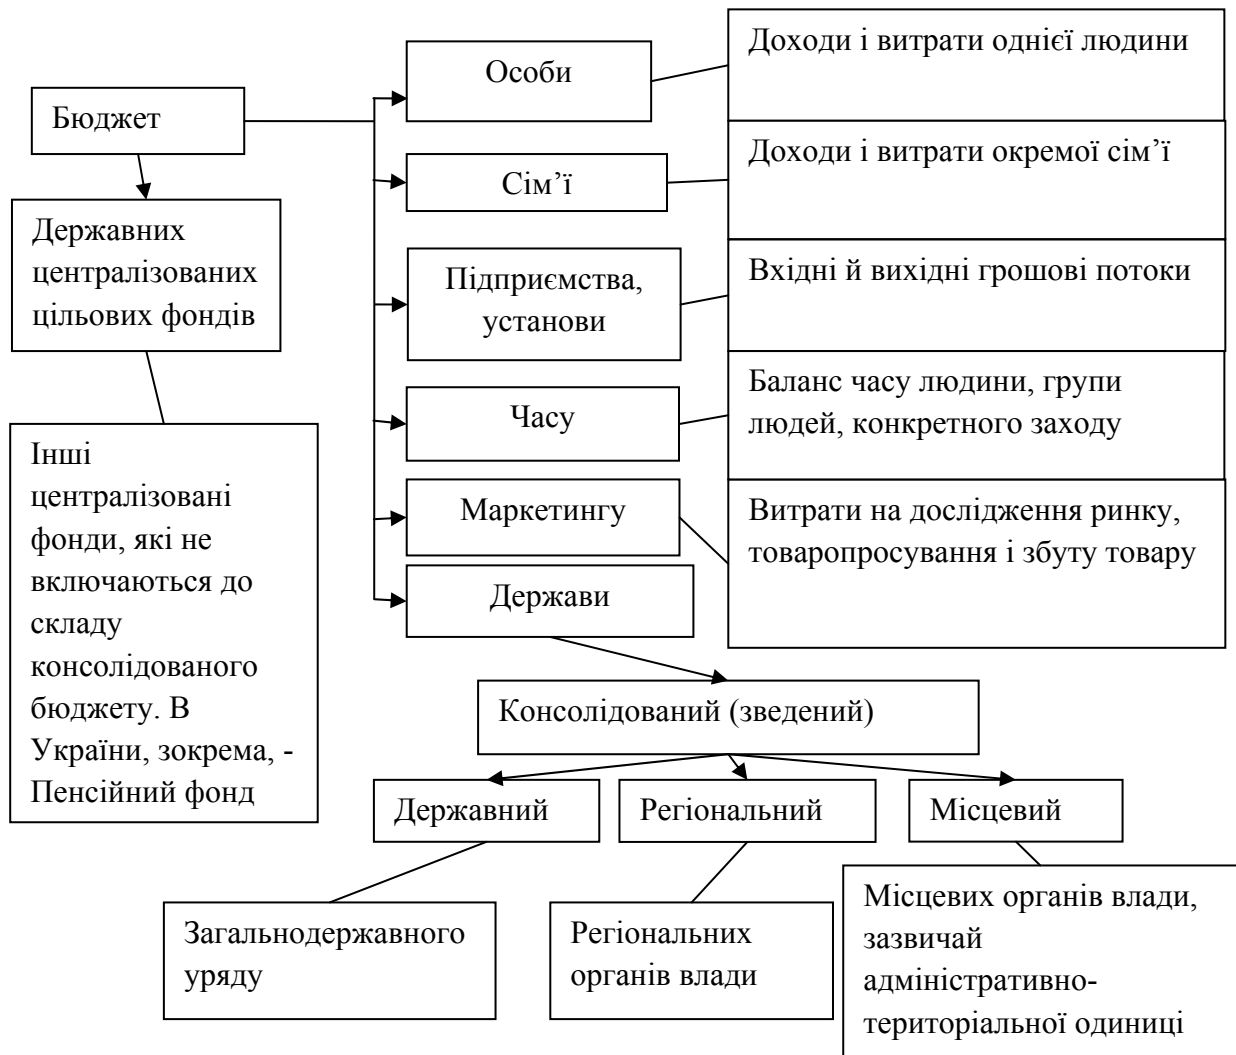 Доходи і витрати однієї людини
Особи
Бюджет
Доходи і витрати окремої сім’ї
Сім’ї
Державних
централізованих
цільових фондів
Підприємства,
установи
Вхідні й вихідні грошові потоки
Часу
Баланс часу людини, групи
людей, конкретного заходу
Інші
централізовані
фонди, які не
включаються до
складу
консолідованого
бюджету. В
України, зокрема, -
Пенсійний фонд
Маркетингу
Витрати на дослідження ринку,
товаропросування і збуту товару
Держави
Консолідований (зведений)
Державний
Регіональний
Місцевий
Загальнодержавного
уряду
Регіональних
органів влади
Місцевих органів влади,
зазвичай
адміністративно-
територіальної одиниці